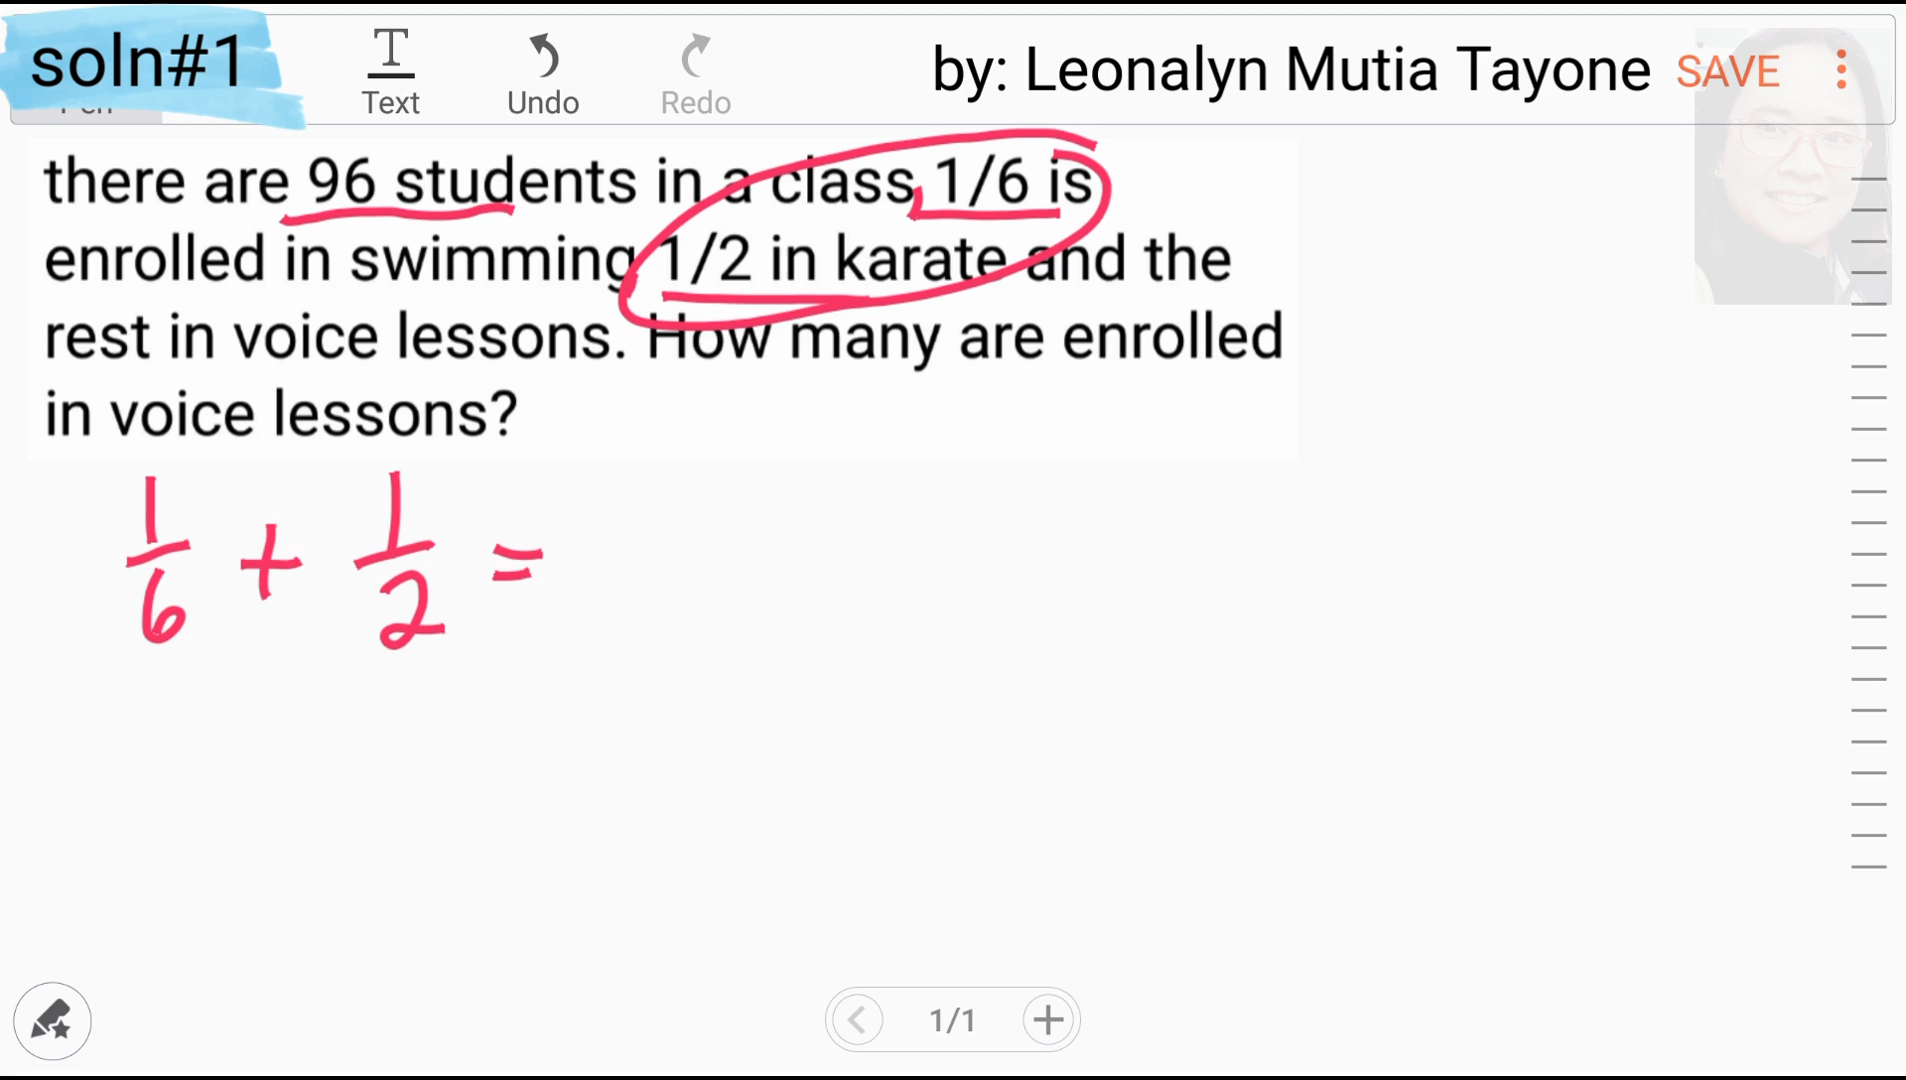 soln#1
Text
Undo
Redo
by: Leonalyn Mutia Tayone
SAVE
there are 96 students in a class, 1/6 is
enrolled in swimming 1/2 in karate and the
rest in voice lessons. How many are enrolled
in voice lessons?
1/6 + 1/2 =
1/1